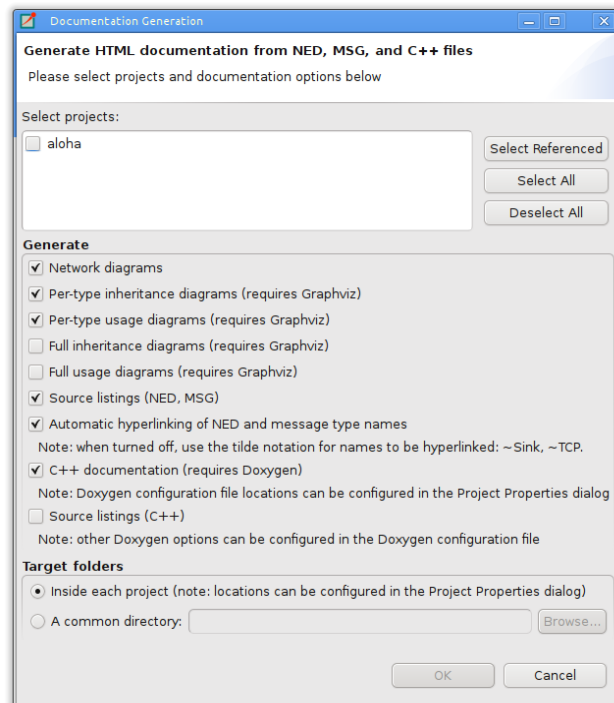 Documentation Generation
Generate HTML documentation from NED, MSG, and C++ files
Please select projects and documentation options below
Select projects:
aloha
Select Referenced
Select All
Deselect All
Generate
Network diagrams
Per-type inheritance diagrams (requires Graphviz)
Per-type usage diagrams (requires Graphviz)
Full inheritance diagrams (requires Graphviz)
Full usage diagrams (requires Graphviz)
Source listings (NED, MSG)
Automatic hyperlinking of NED and message type names
Note: when turned off, use the tilde notation for names to be hyperlinked: ~Sink, ~TCP.
C++ documentation (requires Doxygen)
Note: Doxygen configuration file locations can be configured in the Project Properties dialog
Source listings (C++)
Note: other Doxygen options can be configured in the Doxygen configuration file
Target folders
Inside each project (note: locations can be configured in the Project Properties dialog)
A common directory:
Browse...
OK
Cancel